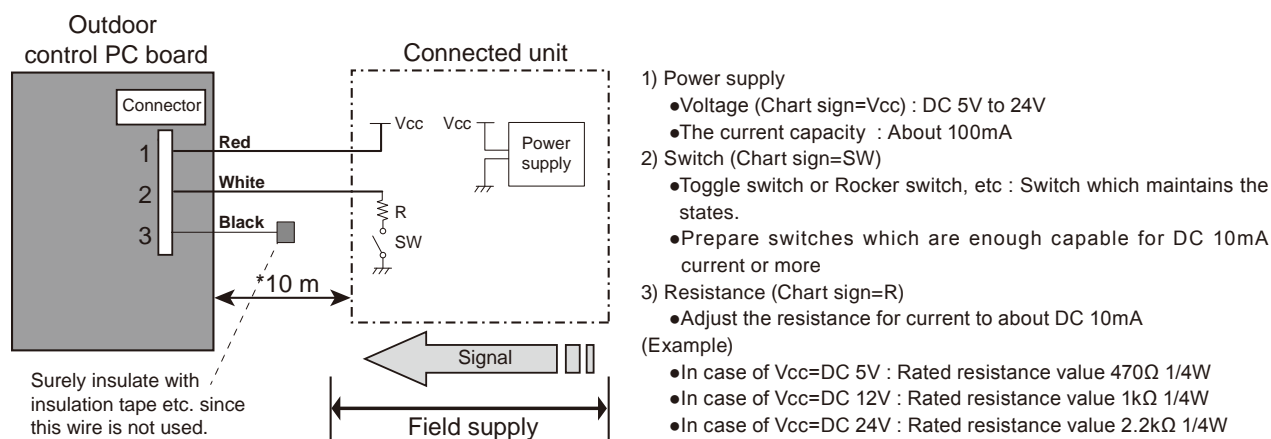 Outdoor
control PC board
Connector
1
2
3
Red
White
Black
*10 m
Surely insulate with
insulation tape etc. since
this wire is not used.
Connected unit
Vcc
Vcc
Power
supply
R
SW
Signal
Field supply
1) Power supply
●Voltage (Chart sign=Vcc) : DC 5V to 24V
●The current capacity : About 100mA
2) Switch (Chart sign=SW)
●Toggle switch or Rocker switch, etc : Switch which maintains the
states.
●Prepare switches which are enough capable for DC 10mA
current or more
3) Resistance (Chart sign=R)
●Adjust the resistance for current to about DC 10mA
(Example)
●In case of Vcc=DC 5V : Rated resistance value 470Ω 1/4W
●In case of Vcc=DC 12V : Rated resistance value 1kΩ 1/4W
●In case of Vcc=DC 24V : Rated resistance value 2.2kΩ 1/4W